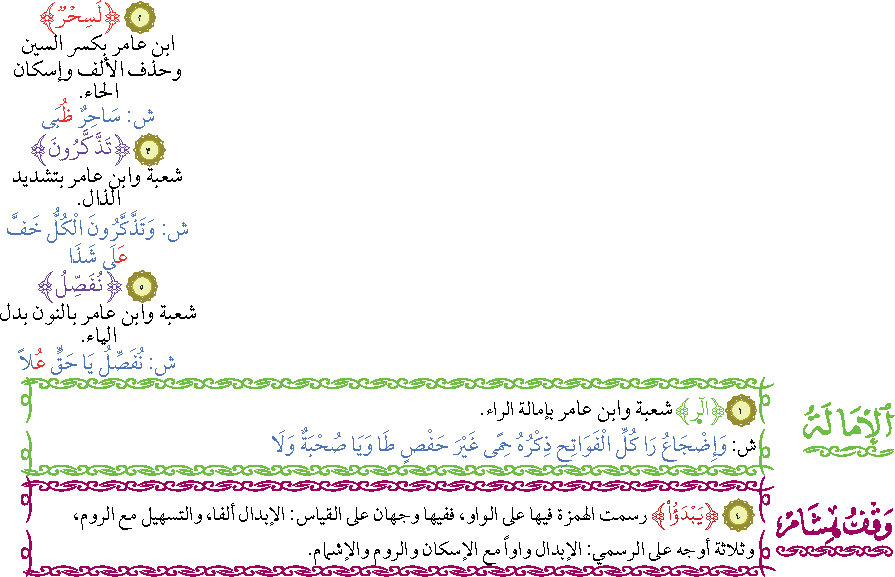 ٢ ﴿لَسِحْرٌ﴾
ابن عامر بكسر السين
وحذف الألف وإسكان
الحاء.
ش: سَاحِرٌ ظُبًى
٣ ﴿تَذَّكَّرُونَ﴾
شعبة وابن عامر بتشديد
الذال.
ش: وَتَذَّكَّرُونَ الْكُلُّ خَفَّ
عَلَى شَذَا
٥ ﴿نُفَصِّلُ﴾
شعبة وابن عامر بالنون بدل
الياء.
ش: نُفَصِّلُ يَا حَقٍّ عُلاً
الإِمَالَةُ
١ ﴿الٓرۚ﴾ شعبة وابن عامر بإمالة الراء.
ش: وَإِضْجَاعُ رَا كُلِّ الْفَوَاتِحِ ذِكْرُهُ حِمًى غَيْرَ حَفْصٍ طَا وَيَا صُحْبَةٌ وَلَا
وَقْفُ هِشَامٍ
٤ ﴿يَبْدَؤُاْ﴾ رسمت الهمزة فيها على الواو، ففيها وجهان على القياس: الإبدال ألفا، والتسهيل مع الروم،
وثلاثة أوجه على الرسمي: الإبدال واواً مع الإسكان والروم والإشمام.